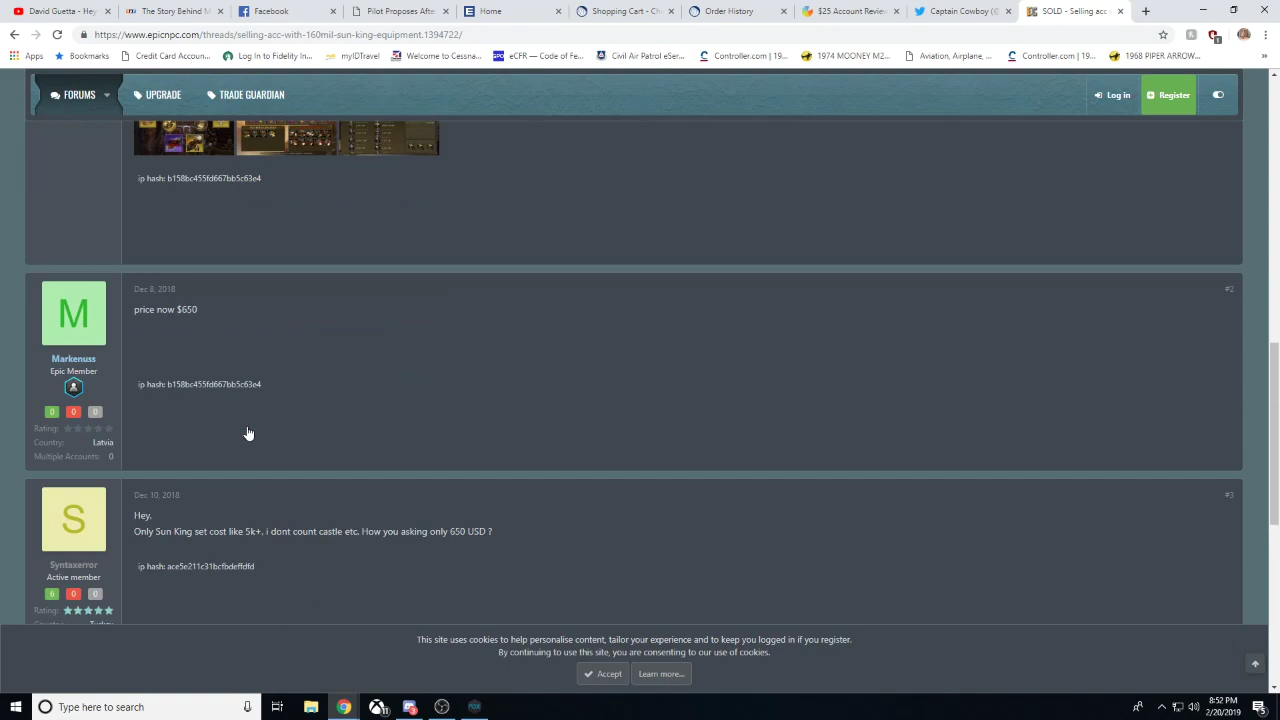 David Guetta - Hey
The Story Behind M
Facebook
Pilot Proposes Afte
Home
Shopping Cart - Ch
Order History
$25 Account Revie
Captain Cowboy (@
SOLD - Selling acc
https://www.epicnpc.com/threads/selling-acc-with-160mil-sun-king-equipment.1394722/
Apps
Bookmarks
Credit Card Accoun...
Log in to Fidelity In...
myIDTravel
Welcome to Cessna...
eCFR — Code of Fed...
Civil Air Patrol eSer...
Controller.com | 19...
1974 MOONEY M2...
Aviation, Airplane, ...
Controller.com | 19...
1968 PIPER ARROW...
FORUMS
UPGRADE
TRADE GUARDIAN
Log in
Register
ip hash: b158bc455fd667bb5c63e4
Dec 8, 2018
#2
price now $650
M
Markenuss
Epic Member
ip hash: b158bc455fd667bb5c63e4
0 0 0
Rating:
Country: Latvia
Multiple Accounts: 0
Dec 10, 2018
#3
Hey,
Only Sun King set cost like 5k+, i dont count castle etc. How you asking only 650 USD ?
S
Syntaxerror
Active member
ip hash: ace5e211c31bcfbdeffdfd
6 0 0
Rating:
This site uses cookies to help personalise content, tailor your experience and to keep you logged in if you register.
By continuing to use this site, you are consenting to our use of cookies.
Accept
Learn more...
Type here to search
8:52 PM
2/20/2019